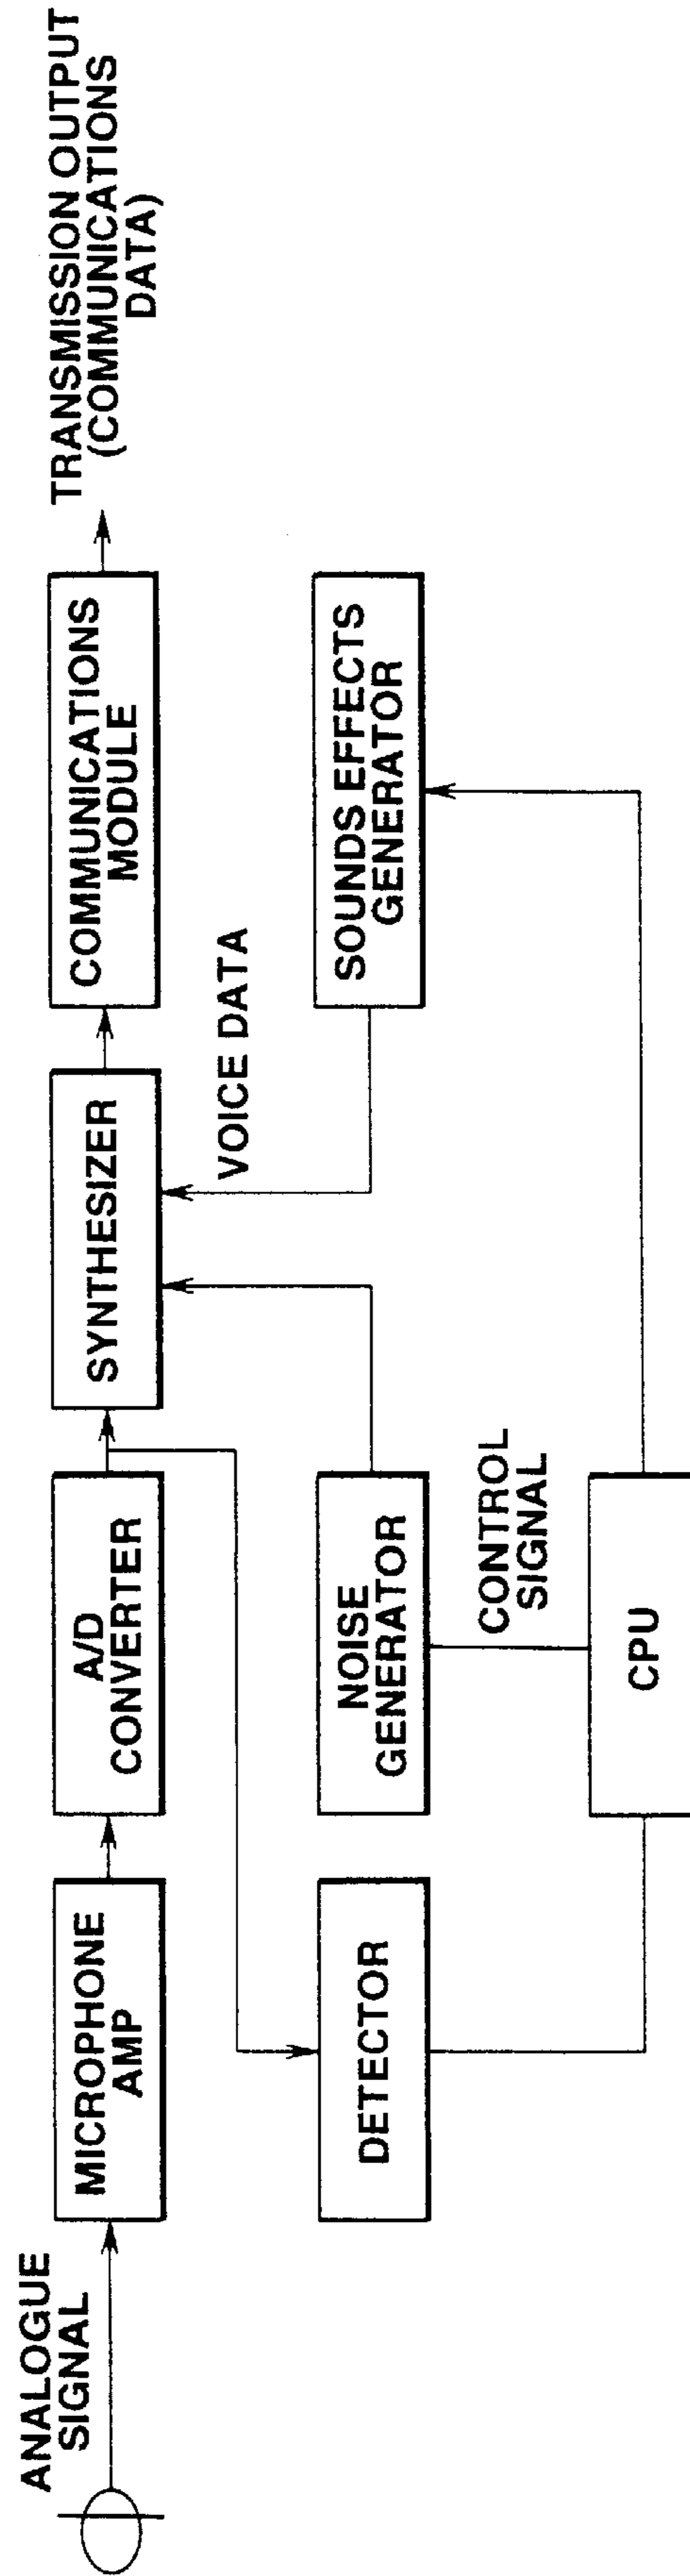 ANALOGUE
SIGNAL
MICROPHONE
AMP
A/D
CONVERTER
SYNTHESIZER
COMMUNICATIONS
MODULE
TRANSMISSION OUTPUT
(COMMUNICATIONS
DATA)
VOICE DATA
DETECTOR
NOISE
GENERATOR
SOUNDS EFFECTS
GENERATOR
CONTROL
SIGNAL
CPU